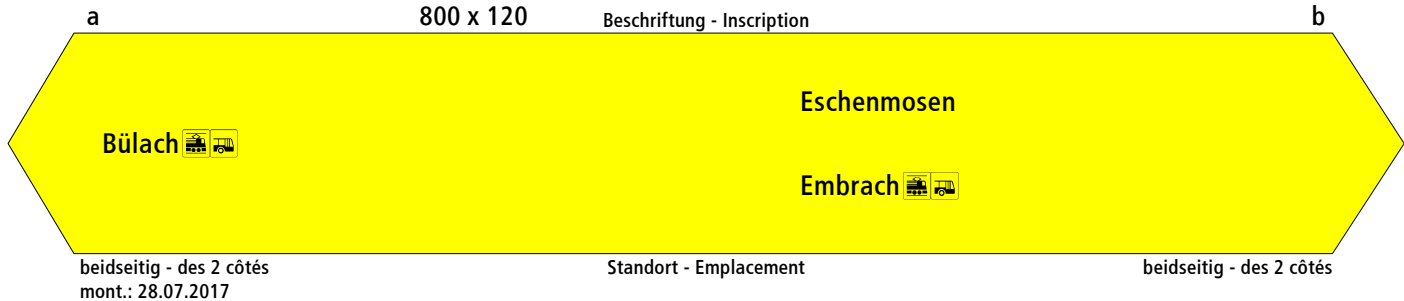 a 800 x 120 Beschriftung - Inscription b
Eschenmosen
Bülach
Embrach
beidseitig - des 2 côtés Standort - Emplacement beidseitig - des 2 côtés
mont.: 28.07.2017